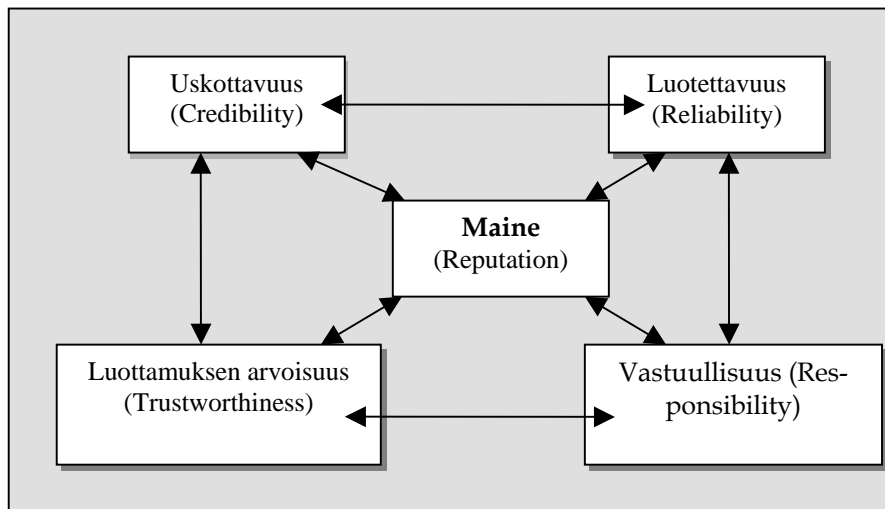 Uskottavuus
(Credibility)
Luotettavuus
(Reliability)
Maine
(Reputation)
Luottamuksen arvoisuus
(Trustworthiness)
Vastuullisuus (Res-
ponsibility)